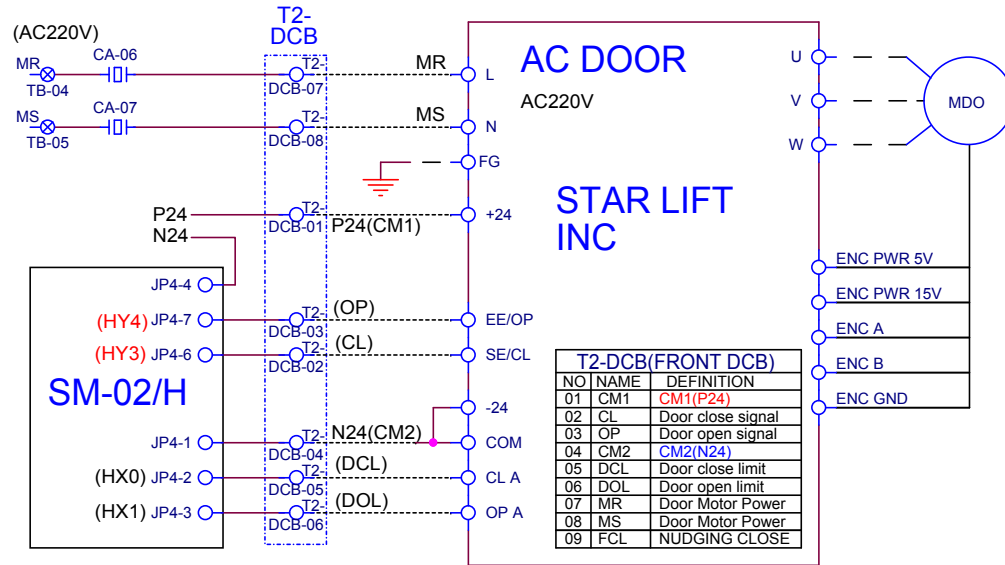 (AC220V)
T2-
DCB
MR
CA-06
T2-
MR
L
TB-04
DCB-07
MS
CA-07
T2-
MS
N
TB-05
DCB-08
FG
P24
T2-
+24
N24
DCB-01
P24(CM1)
JP4-4
(HY4)
JP4-7
T2-
(OP)
EE/OP
DCB-03
(HY3)
JP4-6
T2-
(CL)
SE/CL
DCB-02
SM-02/H
-24
JP4-1
T2-
N24(CM2)
COM
DCB-04
(HX0)
JP4-2
T2-
(DCL)
CL A
DCB-05
(HX1)
JP4-3
T2-
(DOL)
OP A
DCB-06
AC DOOR
AC220V
STAR LIFT
INC
U
V
W
MDO
ENC PWR 5V
ENC PWR 15V
ENC A
ENC B
ENC GND
T2-DCB(FRONT DCB)
NO NAME DEFINITION
01 CM1 CM1(P24)
02 CL Door close signal
03 OP Door open signal
04 CM2 CM2(N24)
05 DCL Door close limit
06 DOL Door open limit
07 MR Door Motor Power
08 MS Door Motor Power
09 FCL NUDGING CLOSE